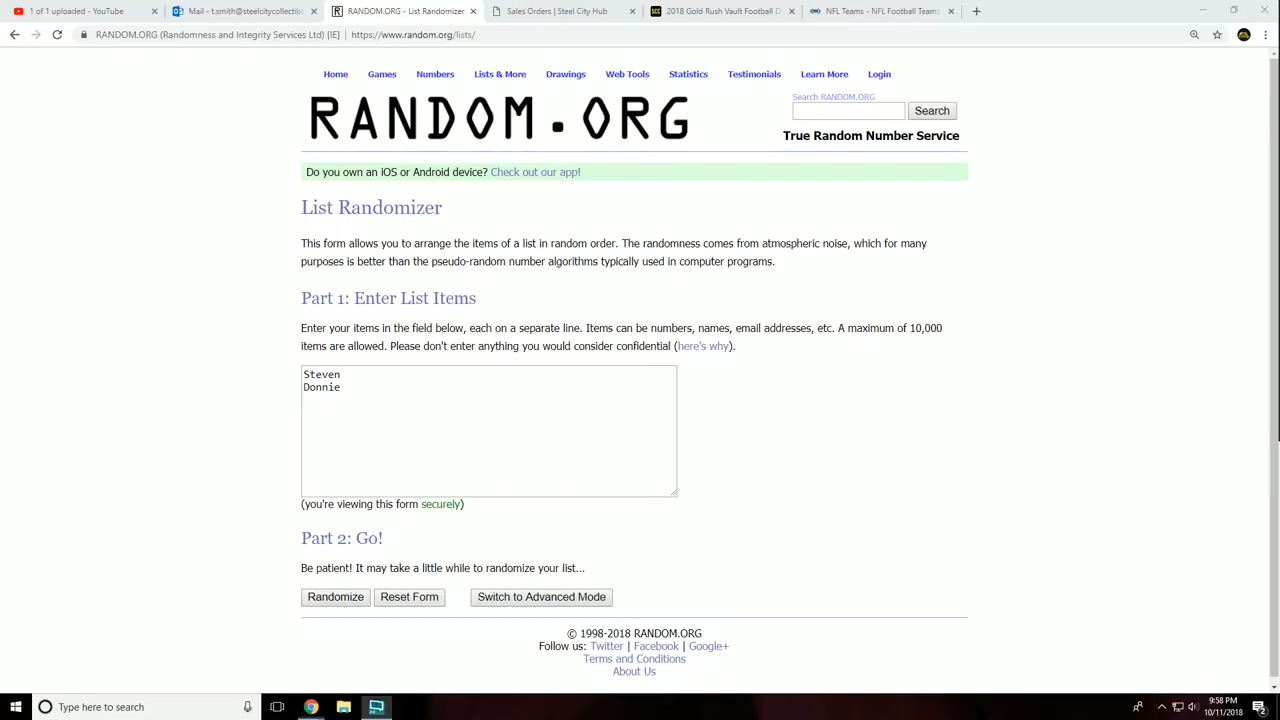 1 of 1 uploaded - YouTube
Mail - t.smith@steelcitycollectibl
RANDOM.ORG - List Randomizer
Sales Orders | Steel City Hub
2018 Gold Rush Vault Football D
NFL Teams - NFL Football Teams
RANDOM.ORG (Randomness and Integrity Services Ltd) [IE] | https://www.random.org/lists/
Home Games Numbers Lists & More Drawings Web Tools Statistics Testimonials Learn More Login
RANDOM.ORG
Search RANDOM.ORG
Search
True Random Number Service
Do you own an iOS or Android device? Check out our app!
List Randomizer
This form allows you to arrange the items of a list in random order. The randomness comes from atmospheric noise, which for many
purposes is better than the pseudo-random number algorithms typically used in computer programs.
Part 1: Enter List Items
Enter your items in the field below, each on a separate line. Items can be numbers, names, email addresses, etc. A maximum of 10,000
items are allowed. Please don't enter anything you would consider confidential (here's why).
Steven
Donnie
(you're viewing this form securely)
Part 2: Go!
Be patient! It may take a little while to randomize your list...
Randomize Reset Form Switch to Advanced Mode
© 1998-2018 RANDOM.ORG
Follow us: Twitter | Facebook | Google+
Terms and Conditions
About Us
Type here to search
9:58 PM
10/11/2018
2